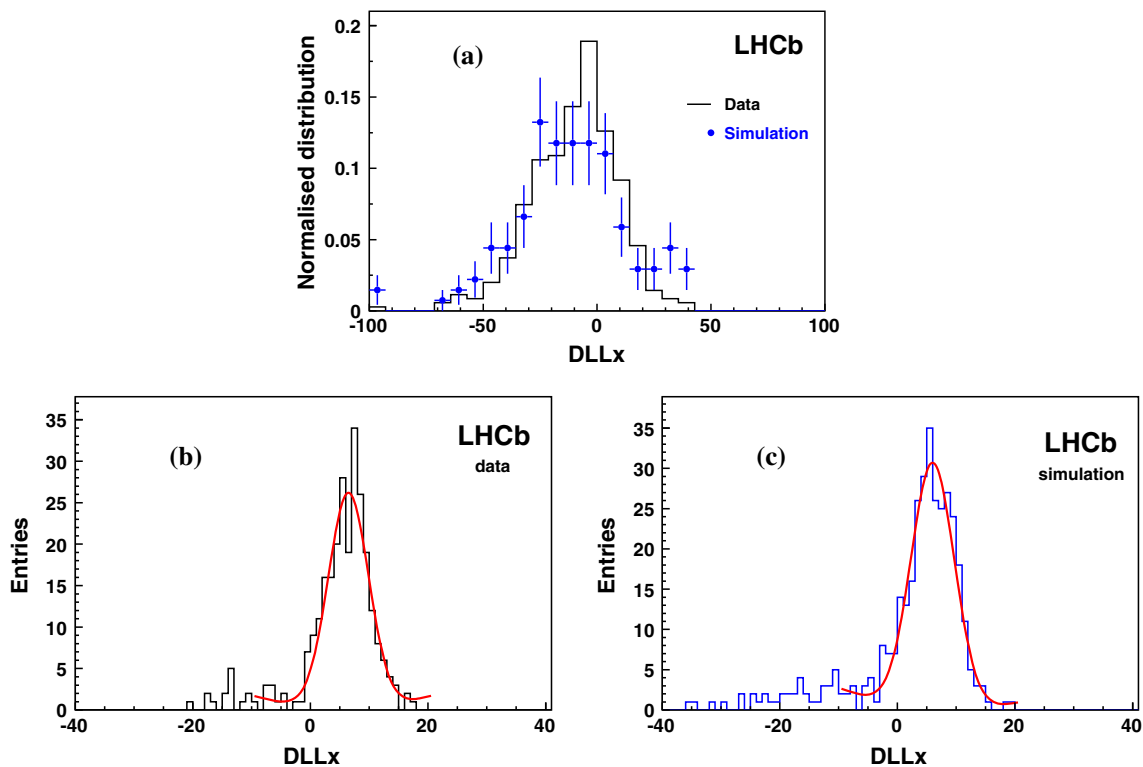 (a)
LHCb
Data
Simulation
Normalised distribution
0.2
0.15
0.1
0.05
0
-100 -50 0 50 100
DLLx
(b)
LHCb
data
Entries
35
30
25
20
15
10
5
0
-40 -20 0 20 40
DLLx
(c)
LHCb
simulation
Entries
35
30
25
20
15
10
5
0
-40 -20 0 20 40
DLLx